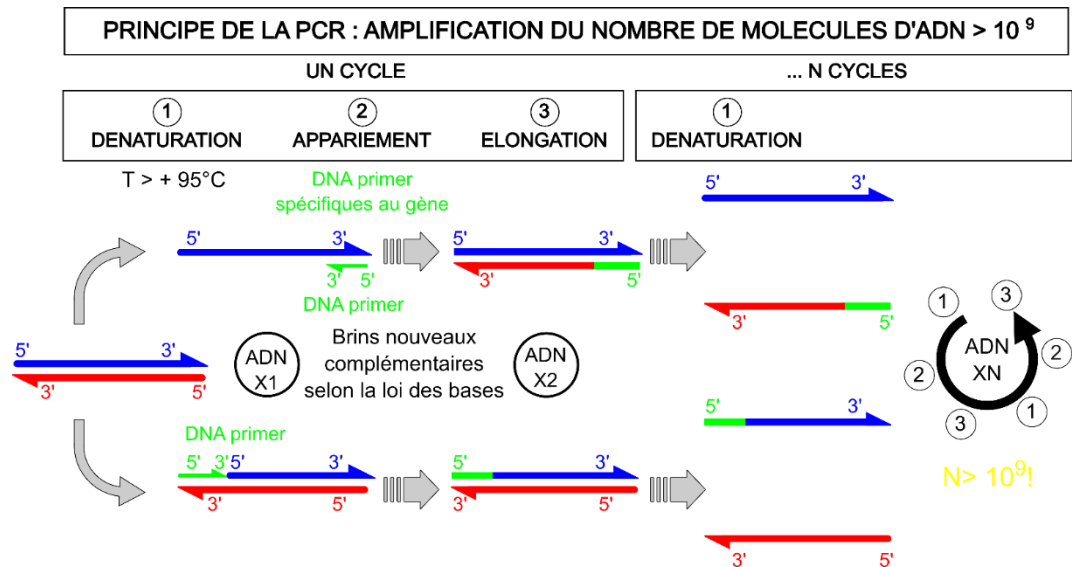 PRINCIPE DE LA PCR : AMPLIFICATION DU NOMBRE DE MOLECULES D'ADN > 10 ⁹
UN CYCLE
... N CYCLES
1
DENATURATION
2
APPARIEMENT
3
ELONGATION
1
DENATURATION
T > + 95°C
DNA primer
spécifiques au gène
5' 3'
5' 3'
5' 3'
3' 5'
3' 5'
DNA primer
3' 5'
5' 3'
3' 5'
ADN
X1
Brins nouveaux
complémentaires
selon la loi des bases
ADN
X2
1
3
2
2
3
1
ADN
XN
DNA primer
5' 3' 5' 3'
3' 5'
5' 3'
3' 5'
5' 3'
3' 5'
N> 10⁹!